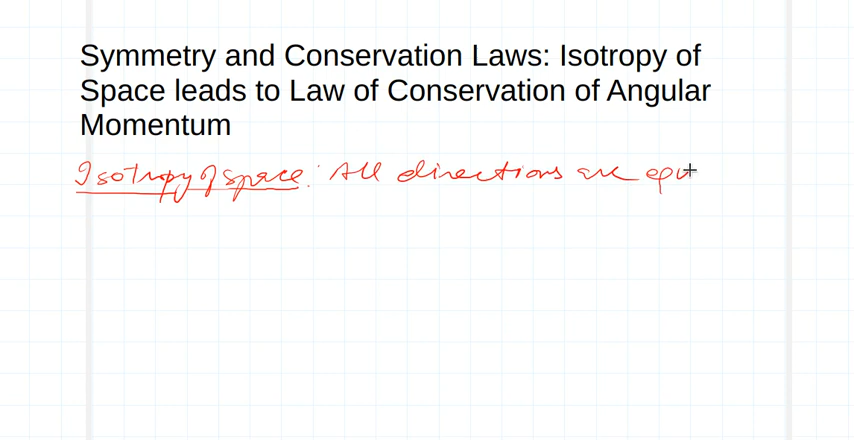 Symmetry and Conservation Laws: Isotropy of
Space leads to Law of Conservation of Angular
Momentum
Isotropy of space: All directions are equ